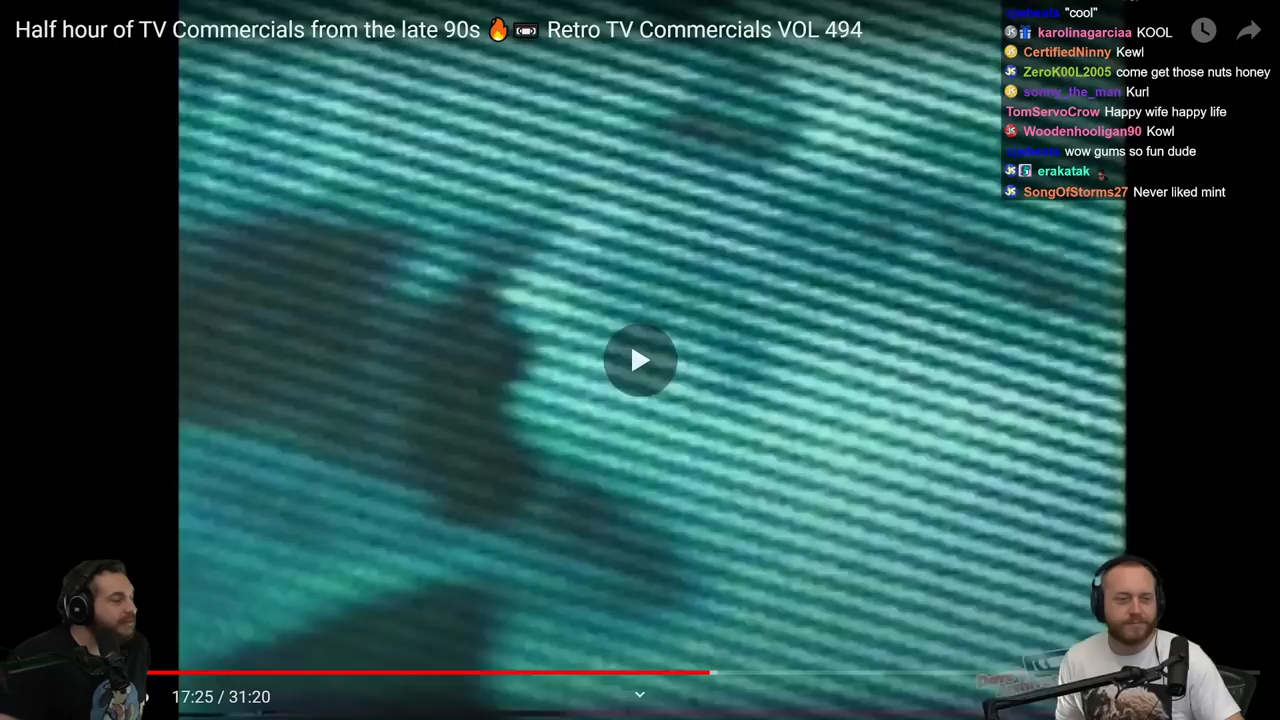 Half hour of TV Commercials from the late 90s 🔥📼 Retro TV Commercials VOL 494
"cool"
karolinagarciaa KOOL
CertifiedNinny Kewl
ZeroK00L2005 come get those nuts honey
sonny_the_man Kurl
TomServoCrow Happy wife happy life
Woodenhooligan90 Kowl
wow gums so fun dude
erakatak
SongOfStorms27 Never liked mint
17:25 / 31:20